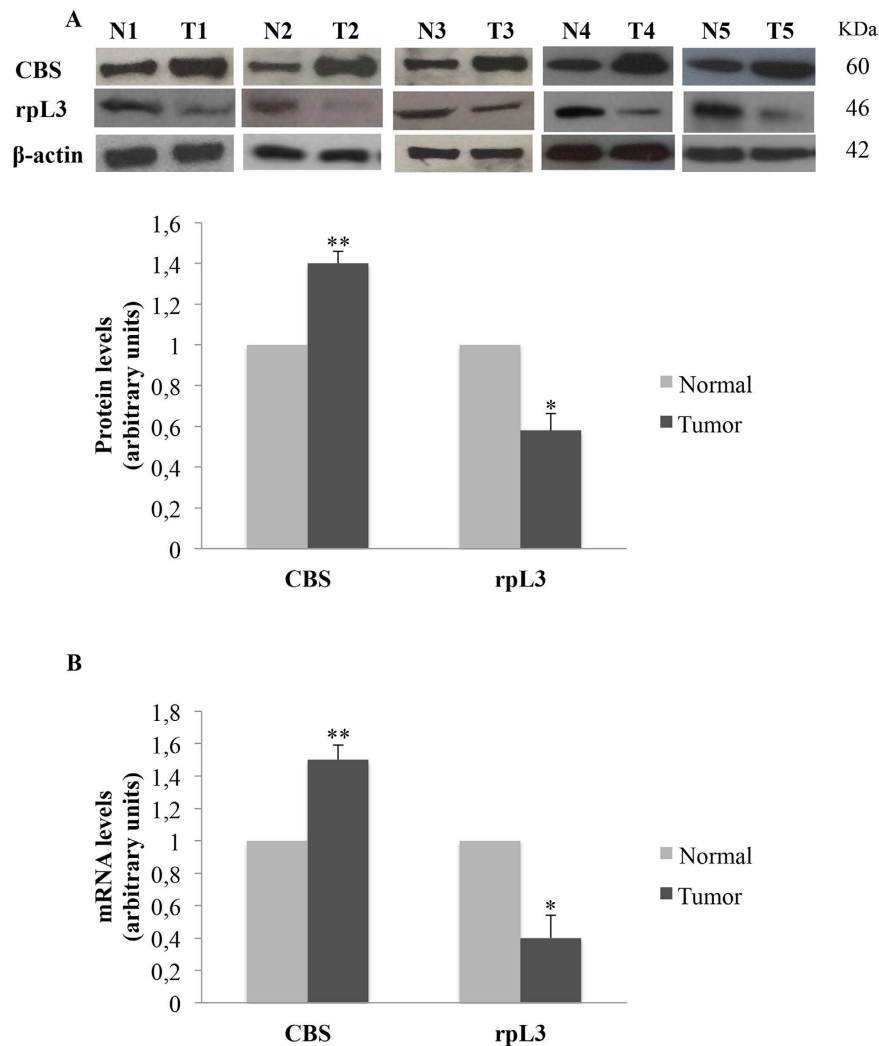 A
N1 T1 N2 T2 N3 T3 N4 T4 N5 T5 KDa
CBS 60
rpL3 46
β-actin 42
Protein levels
(arbitrary units)
1,6
1,4
1,2
1
0,8
0,6
0,4
0,2
0
**
*
CBS rpL3
Normal
Tumor
B
mRNA levels
(arbitrary units)
1,8
1,6
1,4
1,2
1
0,8
0,6
0,4
0,2
0
**
*
CBS rpL3
Normal
Tumor